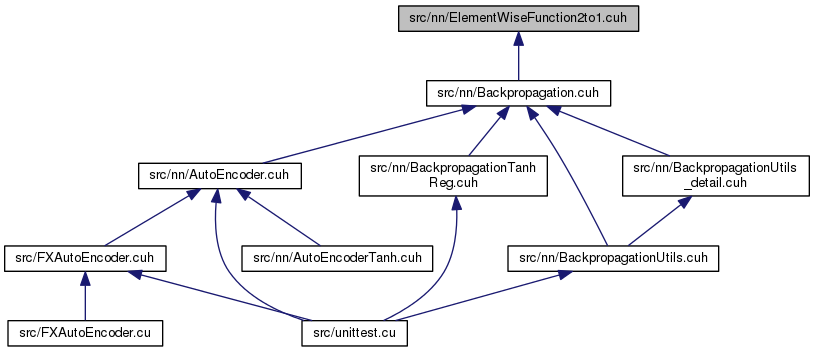 src/nn/ElementWiseFunction2to1.cuh
src/nn/Backpropagation.cuh
src/nn/AutoEncoder.cuh
src/nn/BackpropagationTanh
Reg.cuh
src/nn/BackpropagationUtils
_detail.cuh
src/FXAutoEncoder.cuh
src/nn/AutoEncoderTanh.cuh
src/nn/BackpropagationUtils.cuh
src/FXAutoEncoder.cu
src/unittest.cu